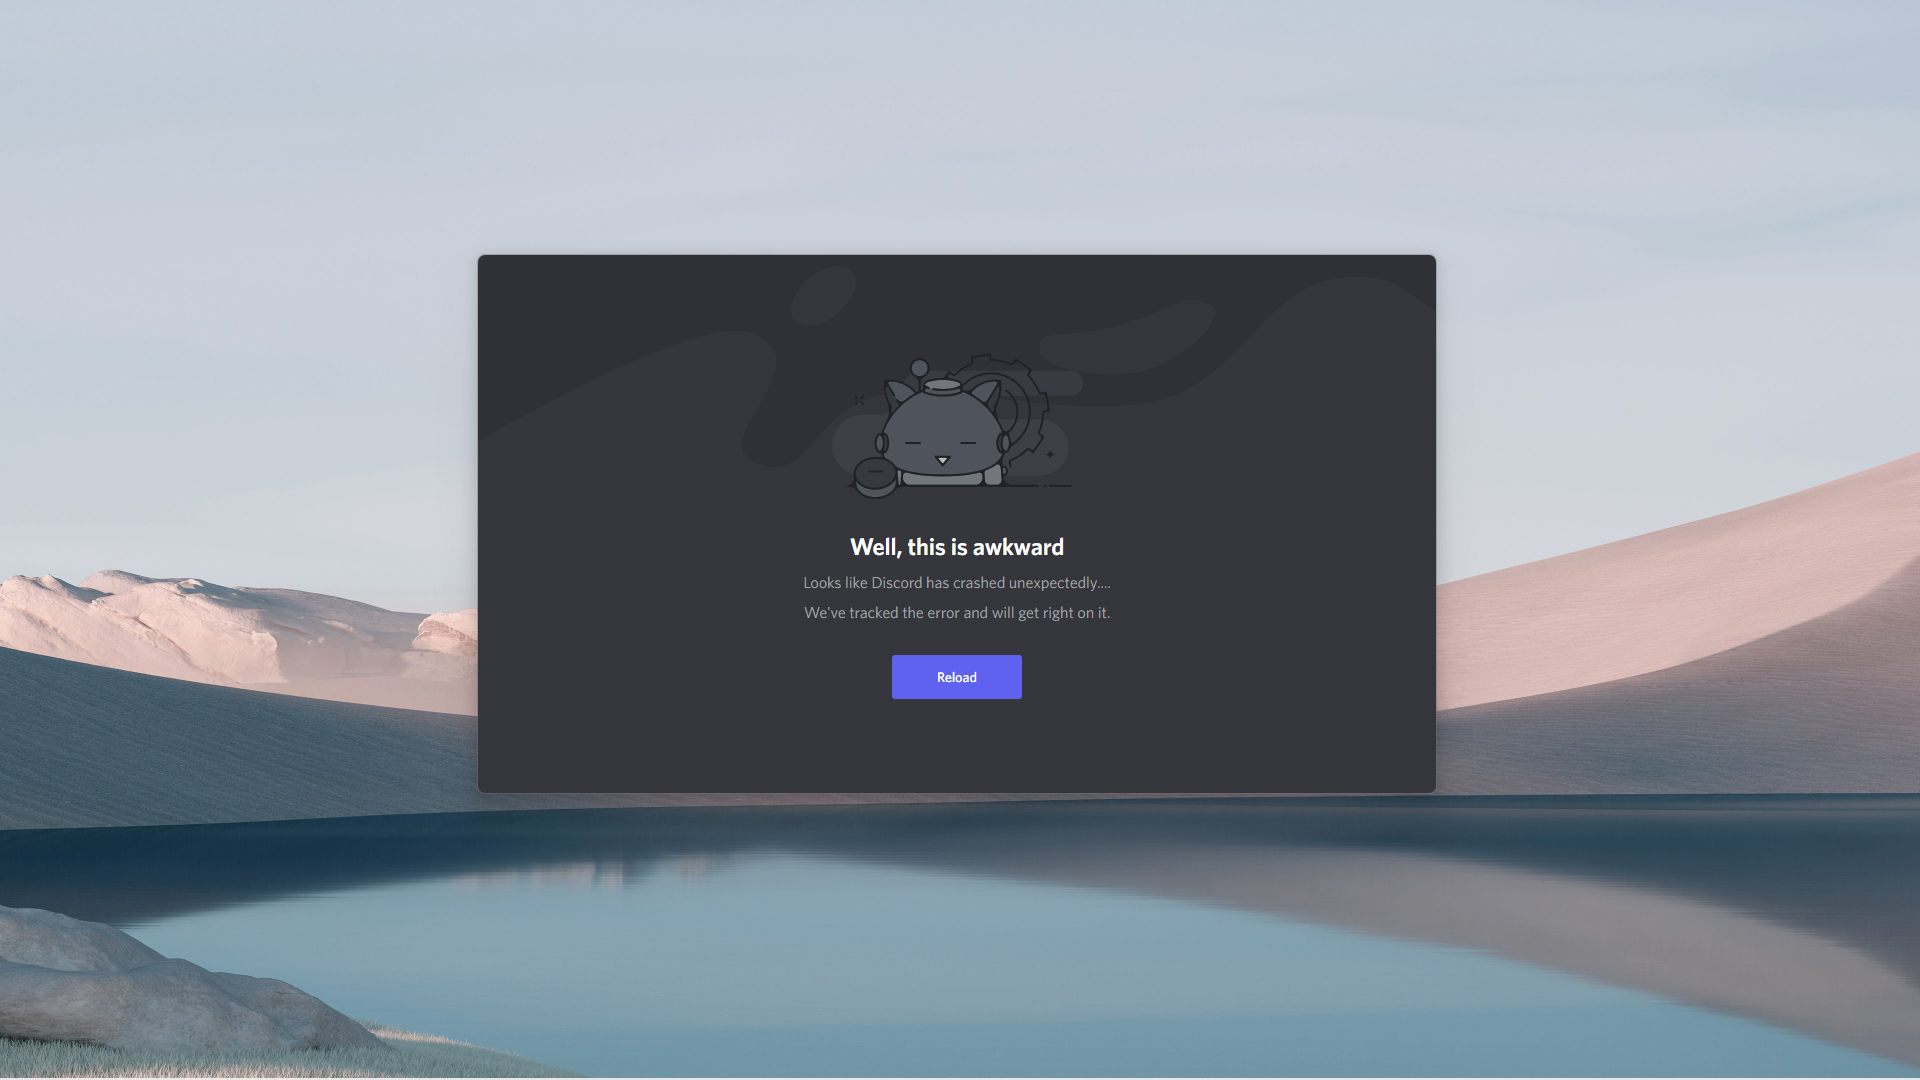 Well, this is awkward
Looks like Discord has crashed unexpectedly....
We've tracked the error and will get right on it.
Reload